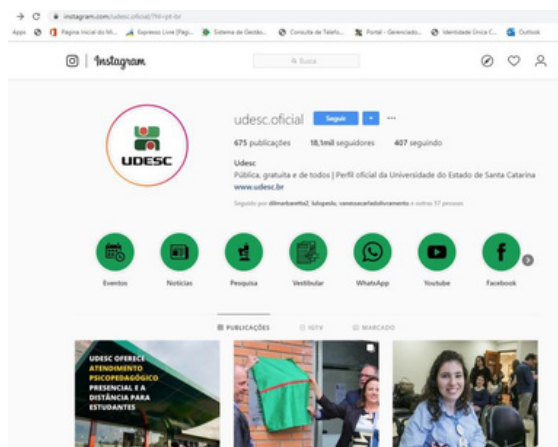 instagram.com/udesc.oficial/?hl=pt-br
Apps
Página Inicial do Mi...
Expresso Livre |Pági...
Sistema de Gestão...
Consulta de Telefo...
Portal - Gerenciado...
Identidade Única C...
Outlook
Instagram
Busca
udesc.oficial
Seguir
675 publicações 18,1mil seguidores 407 seguindo
UDESC
Udesc
Pública, gratuita e de todos | Perfil oficial da Universidade do Estado de Santa Catarina
www.udesc.br
Seguido por dilmarbaretta2, lulopedu, vanessacarladolivramento e outras 57 pessoas
Eventos
Notícias
Pesquisa
Vestibular
WhatsApp
Youtube
Facebook
PUBLICAÇÕES
IGTV
MARCADO
UDESC OFERECE
ATENDIMENTO
PSICOPEDAGÓGICO
PRESENCIAL E A
DISTÂNCIA PARA
ESTUDANTES